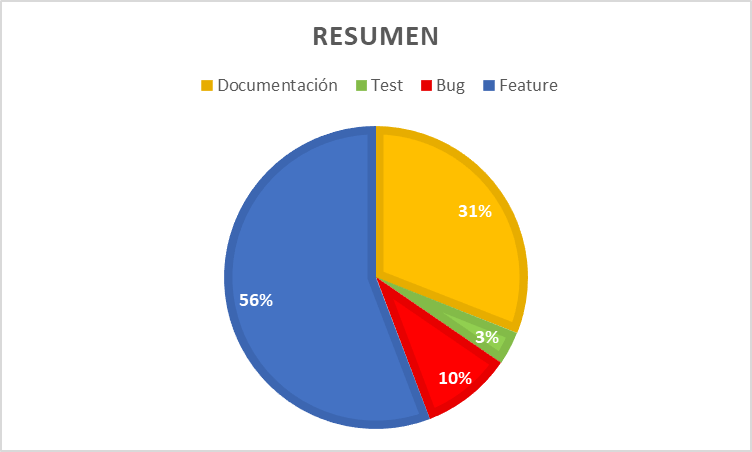 RESUMEN
Documentación Test Bug Feature
31%
56%
3%
10%